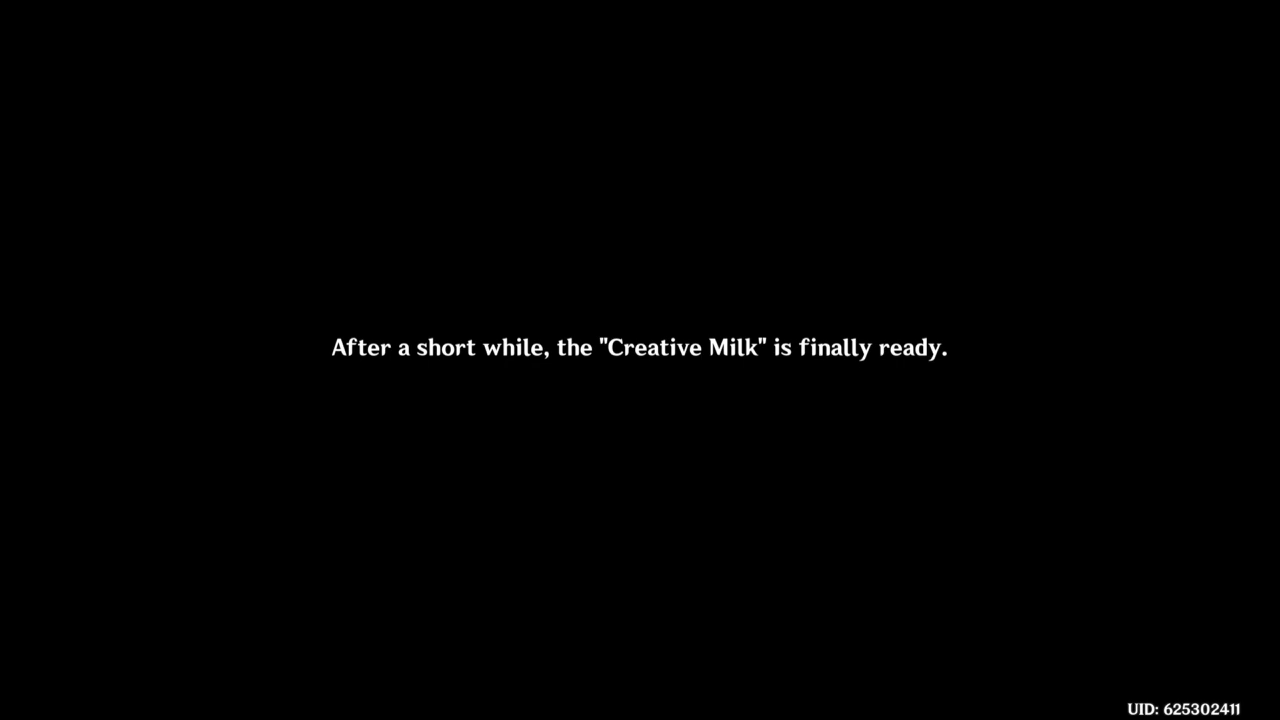 After a short while, the "Creative Milk" is finally ready.
UID: 625302411